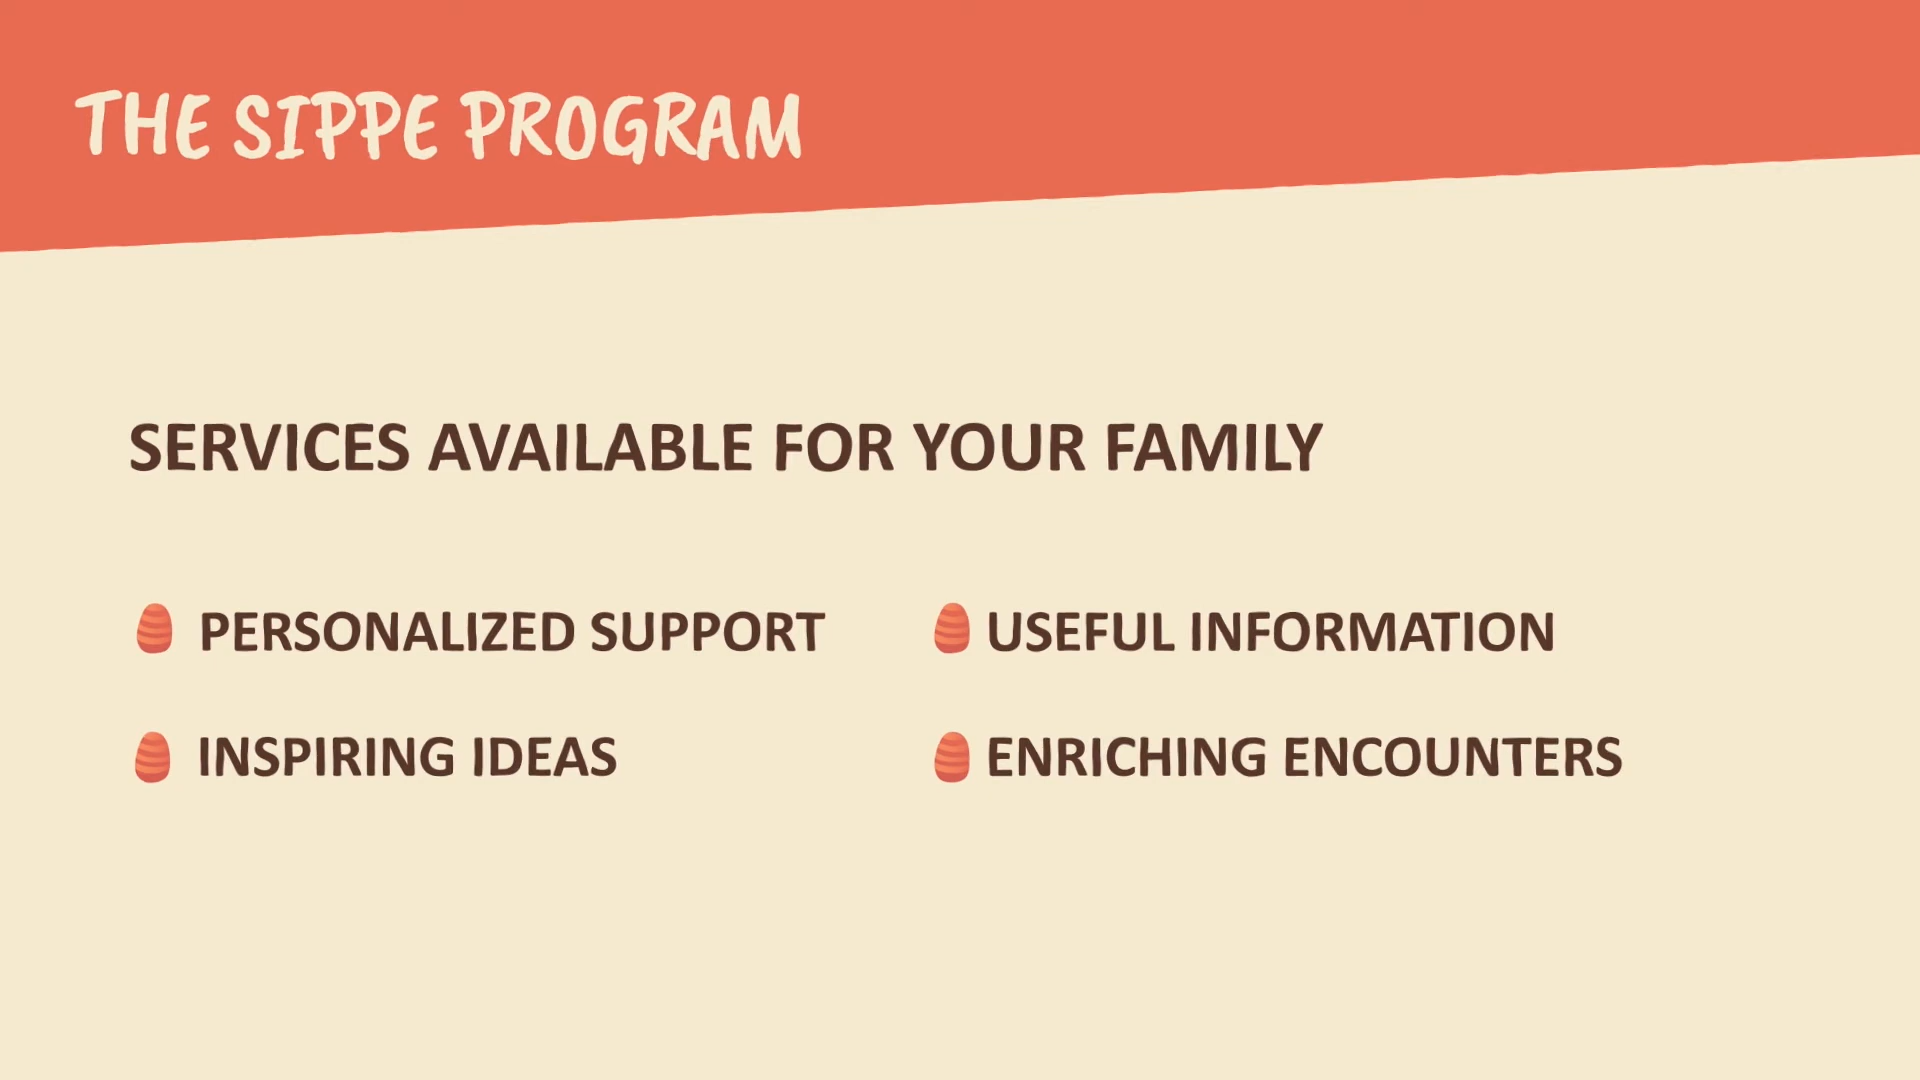 THE SIPPE PROGRAM
SERVICES AVAILABLE FOR YOUR FAMILY
PERSONALIZED SUPPORT
USEFUL INFORMATION
INSPIRING IDEAS
ENRICHING ENCOUNTERS